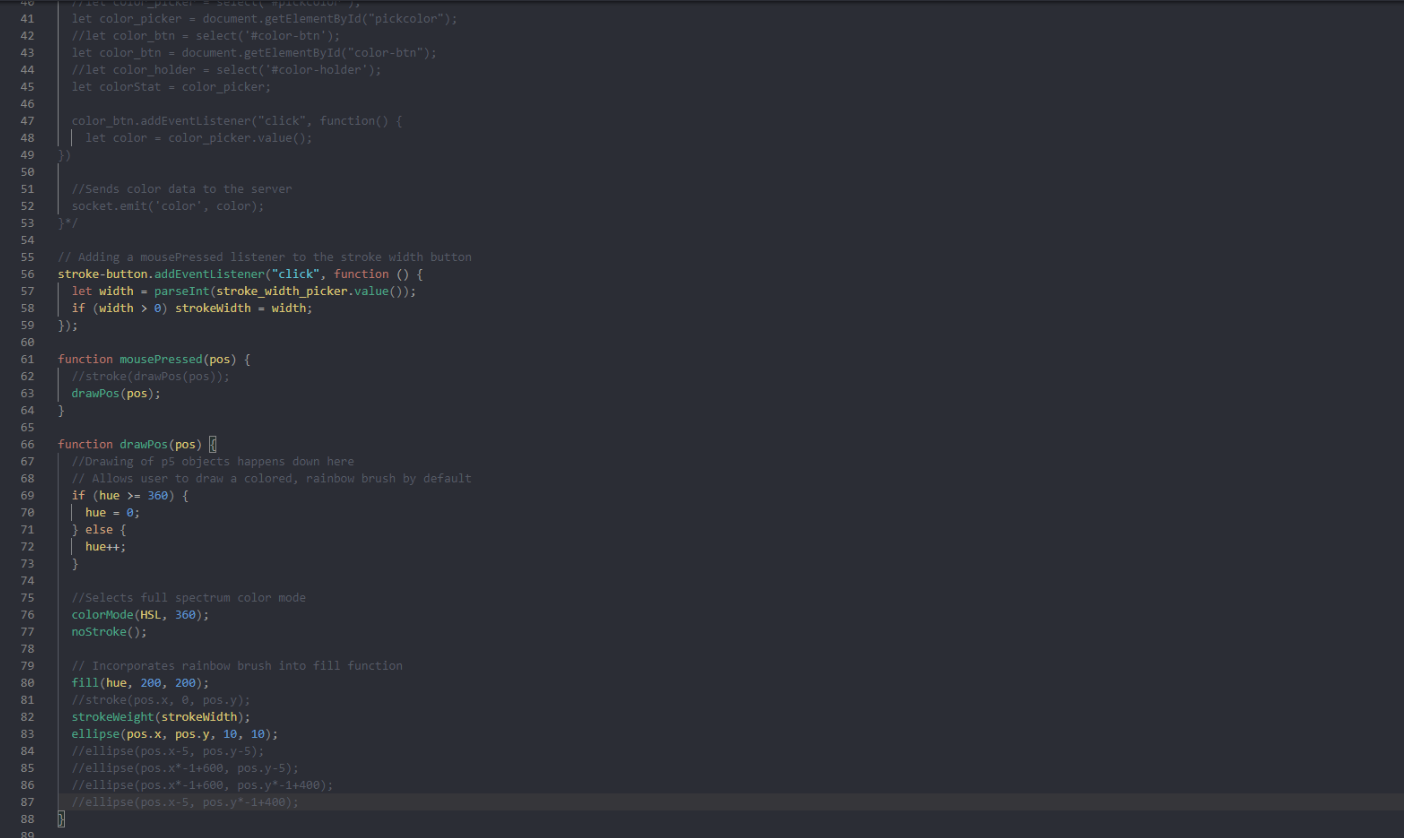 40 //let color_picker = select('#pickcolor');
41 let color_picker = document.getElementById("pickcolor");
42 //let color_btn = select('#color-btn');
43 let color_btn = document.getElementById("color-btn");
44 //let color_holder = select('#color-holder');
45 let colorStat = color_picker;
46
47 color_btn.addEventListener("click", function() {
48 let color = color_picker.value();
49 })
50
51 //Sends color data to the server
52 socket.emit('color', color);
53 }*/
54
55 // Adding a mousePressed listener to the stroke width button
56 stroke-button.addEventListener("click", function () {
57 let width = parseInt(stroke_width_picker.value());
58 if (width > 0) strokeWidth = width;
59 });
60
61 function mousePressed(pos) {
62 //stroke(drawPos(pos));
63 drawPos(pos);
64 }
65
66 function drawPos(pos) {
67 //Drawing of p5 objects happens down here
68 // Allows user to draw a colored, rainbow brush by default
69 if (hue >= 360) {
70 hue = 0;
71 } else {
72 hue++;
73 }
74
75 //Selects full spectrum color mode
76 colorMode(HSL, 360);
77 noStroke();
78
79 // Incorporates rainbow brush into fill function
80 fill(hue, 200, 200);
81 //stroke(pos.x, 0, pos.y);
82 strokeWeight(strokeWidth);
83 ellipse(pos.x, pos.y, 10, 10);
84 //ellipse(pos.x-5, pos.y-5);
85 //ellipse(pos.x*-1+600, pos.y-5);
86 //ellipse(pos.x*-1+600, pos.y*-1+400);
87 //ellipse(pos.x-5, pos.y*-1+400);
88 }
89